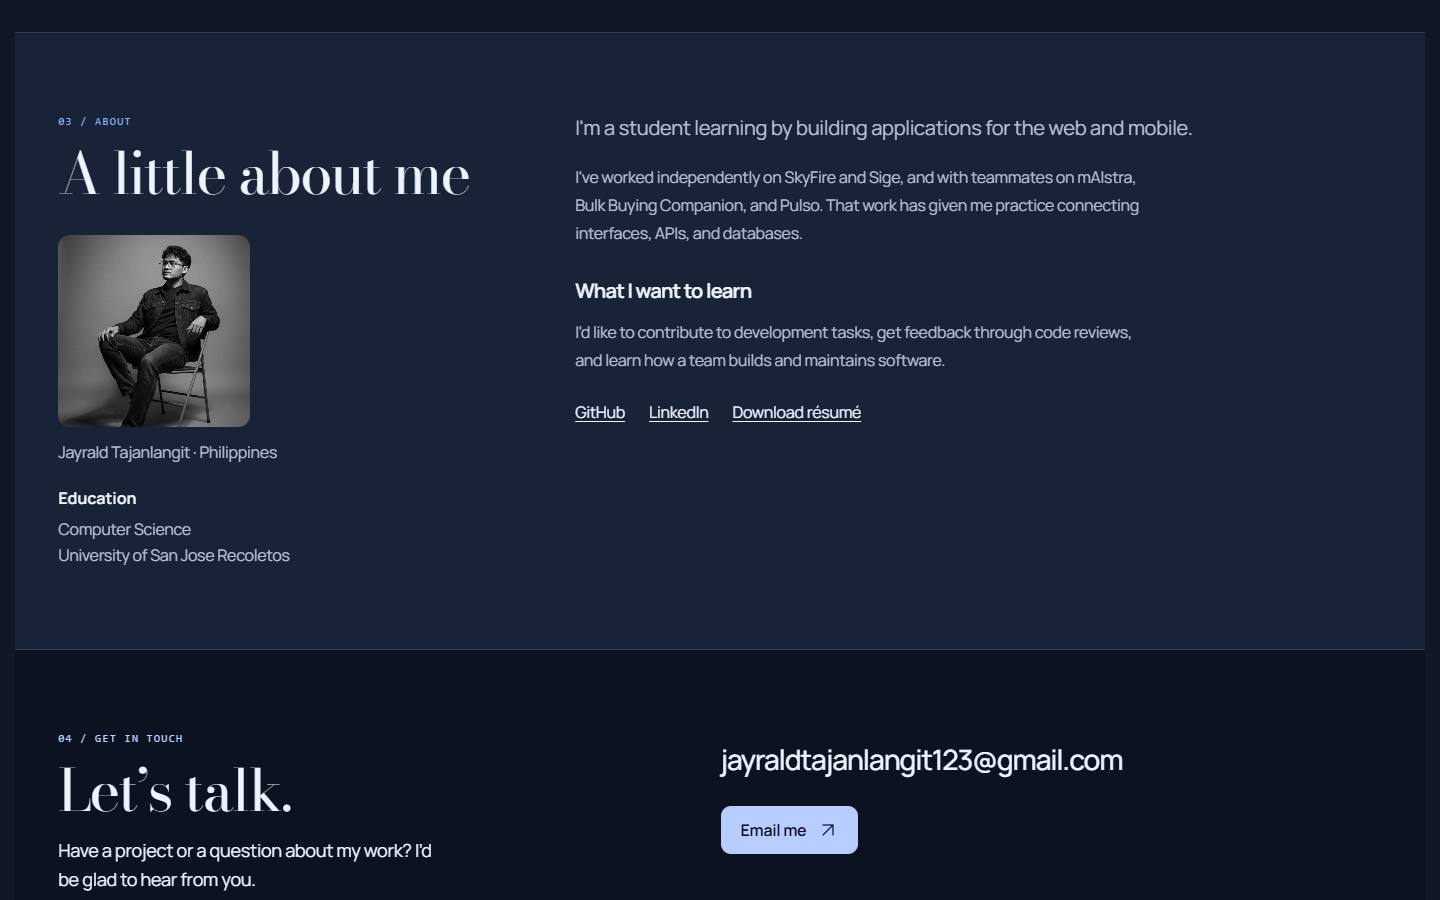 03 / ABOUT
A little about me
Jayrald Tajanlangit · Philippines
Education
Computer Science
University of San Jose Recoletos
I'm a student learning by building applications for the web and mobile.
I've worked independently on SkyFire and Sige, and with teammates on mAIstra,
Bulk Buying Companion, and Pulso. That work has given me practice connecting
interfaces, APIs, and databases.
What I want to learn
I'd like to contribute to development tasks, get feedback through code reviews,
and learn how a team builds and maintains software.
GitHub LinkedIn Download résumé
04 / GET IN TOUCH
Let’s talk.
Have a project or a question about my work? I'd
be glad to hear from you.
jayraldtajanlangit123@gmail.com
Email me